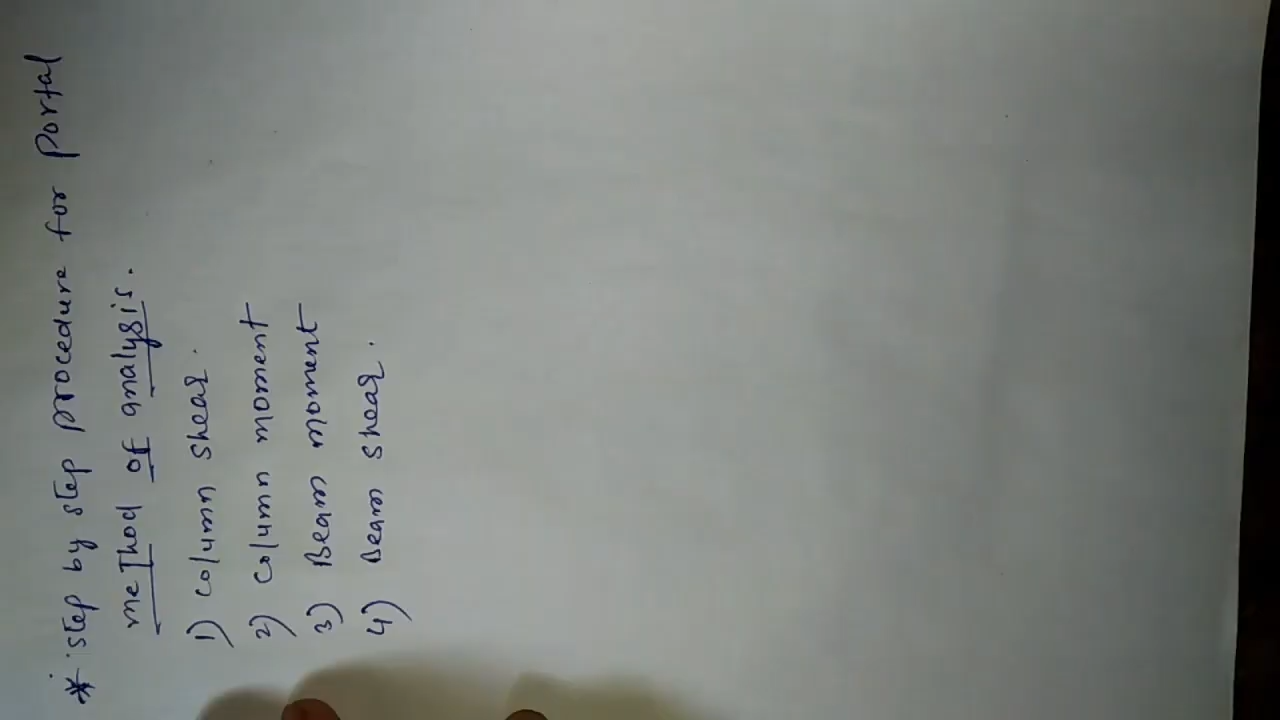 * step by step procedure for portal
method of analysis.
1) column shear.
2) column moment
3) Beam moment
4) Beam shear.